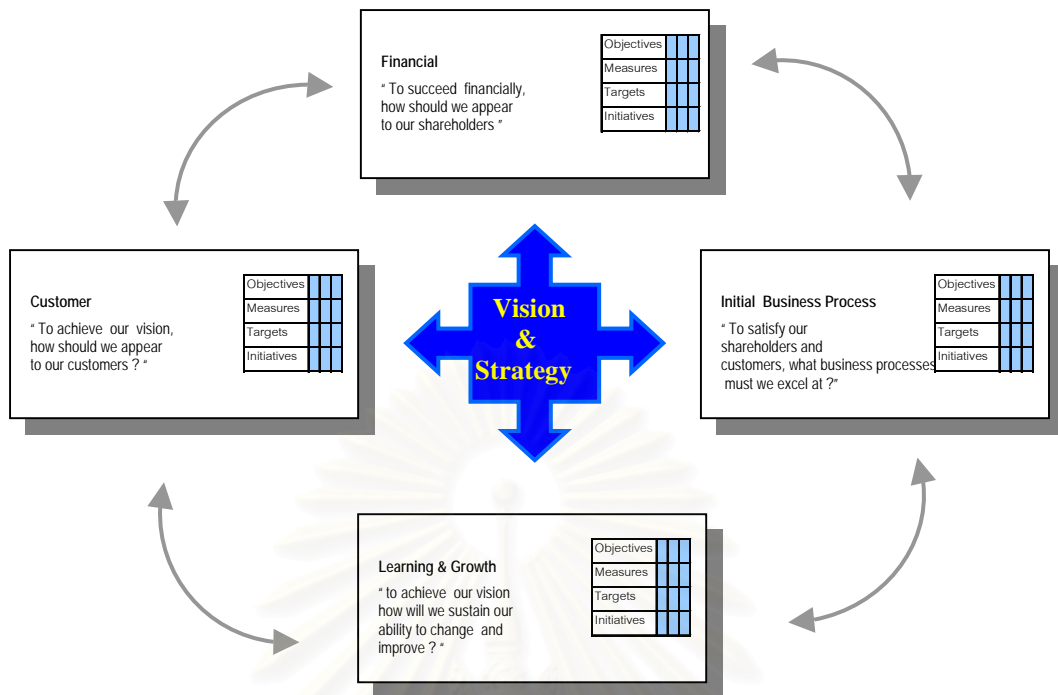 Financial
“ To succeed financially,
how should we appear
to our shareholders ”
Objectives
Measures
Targets
Initiatives
Customer
“ To achieve our vision,
how should we appear
to our customers ? “
Objectives
Measures
Targets
Initiatives
Vision
&
Strategy
Initial Business Process
“ To satisfy our
shareholders and
customers, what business processes
must we excel at ?”
Objectives
Measures
Targets
Initiatives
Learning & Growth
“ to achieve our vision
how will we sustain our
ability to change and
improve ? “
Objectives
Measures
Targets
Initiatives